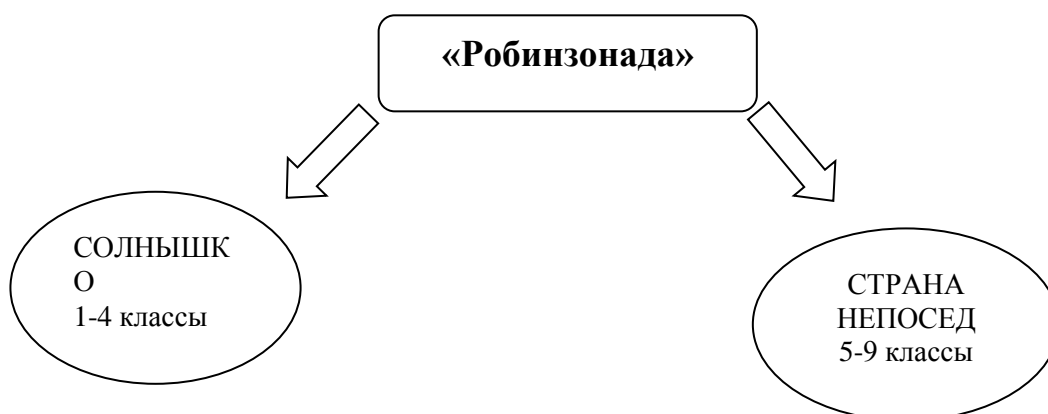 «Робинзонада»
СОЛНЫШК
О
1-4 классы
СТРАНА
НЕПОСЕД
5-9 классы